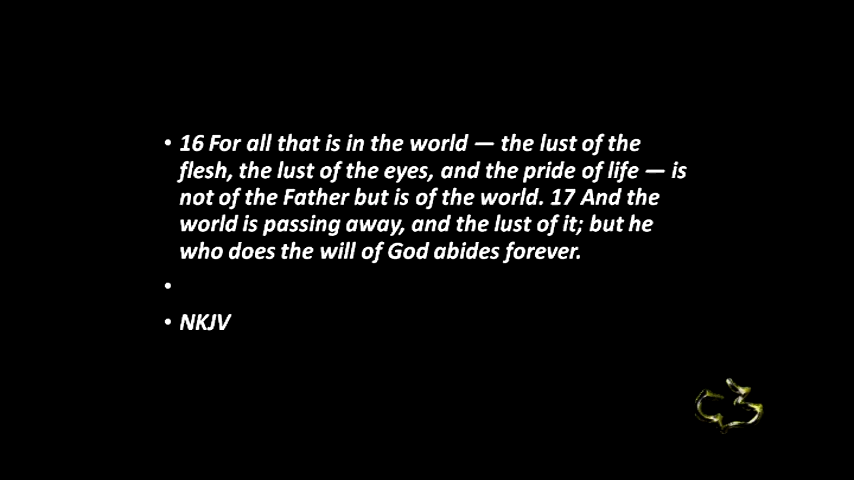 • 16 For all that is in the world — the lust of the
flesh, the lust of the eyes, and the pride of life — is
not of the Father but is of the world. 17 And the
world is passing away, and the lust of it; but he
who does the will of God abides forever.
•
• NKJV
C3